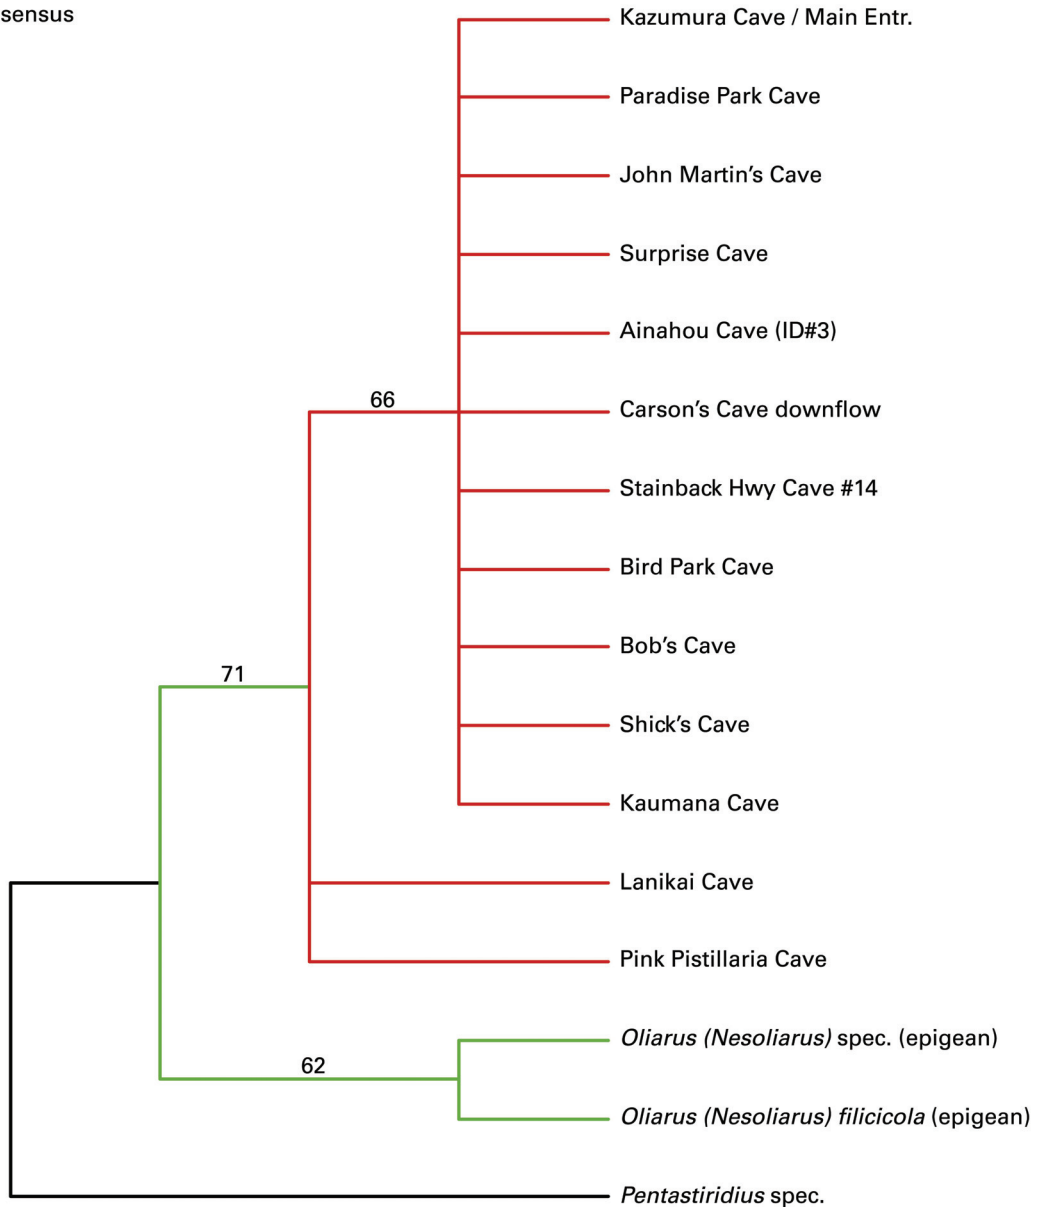 sensus
Kazumura Cave / Main Entr.
Paradise Park Cave
John Martin’s Cave
Surprise Cave
Ainahou Cave (ID#3)
66
Carson’s Cave downflow
Stainback Hwy Cave #14
Bird Park Cave
Bob’s Cave
71
Shick’s Cave
Kaumana Cave
Lanikai Cave
Pink Pistillaria Cave
Oliarus (Nesoliarus) spec. (epigean)
62
Oliarus (Nesoliarus) filicicola (epigean)
Pentastiridius spec.